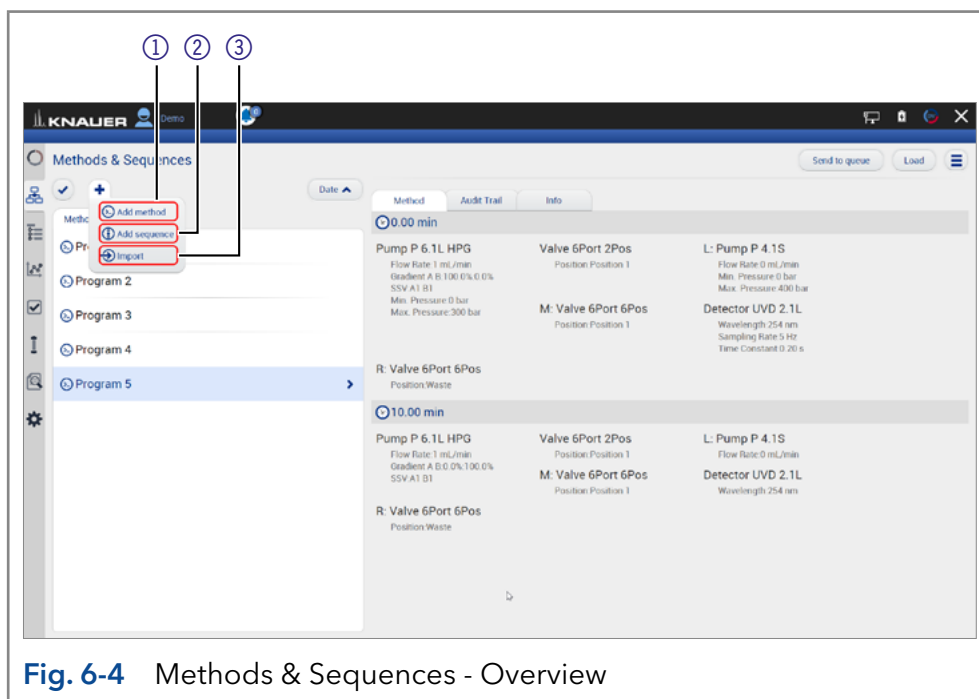 ① ② ③
KNAUER Demo 6
Methods & Sequences Send to queue Load
Date
Add method
Add sequence
Import
Program 2
Program 3
Program 4
Program 5
Method Audit Trail Info
0.00 min
Pump P 6.1L HPG
Flow Rate:1 mL/min
Gradient A B:100.0%:0.0%
SSV:A1 B1
Min. Pressure:0 bar
Max. Pressure:300 bar
Valve 6Port 2Pos
Position:Position 1
L: Pump P 4.1S
Flow Rate:0 mL/min
Min. Pressure:0 bar
Max. Pressure:400 bar
M: Valve 6Port 6Pos
Position:Position 1
Detector UVD 2.1L
Wavelength:254 nm
Sampling Rate:5 Hz
Time Constant:0.20 s
R: Valve 6Port 6Pos
Position:Waste
10.00 min
Pump P 6.1L HPG
Flow Rate:1 mL/min
Gradient A B:0.0%:100.0%
SSV:A1 B1
Valve 6Port 2Pos
Position:Position 1
L: Pump P 4.1S
Flow Rate:0 mL/min
M: Valve 6Port 6Pos
Position:Position 1
Detector UVD 2.1L
Wavelength:254 nm
R: Valve 6Port 6Pos
Position:Waste
Fig. 6-4 Methods & Sequences - Overview